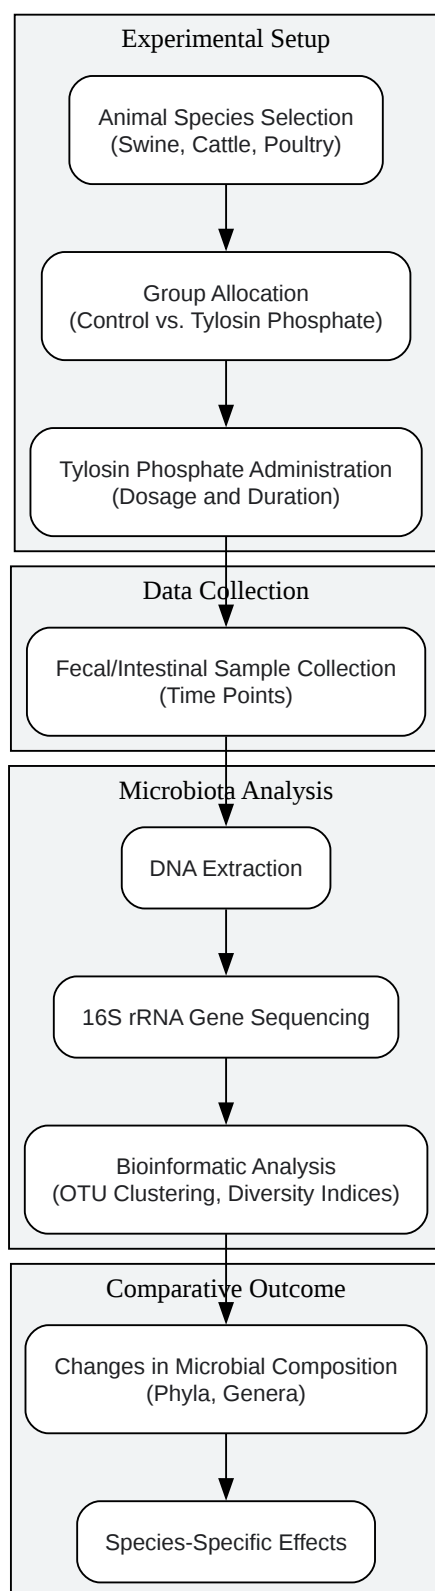 Experimental Setup
Animal Species Selection
(Swine, Cattle, Poultry)
Group Allocation
(Control vs. Tylosin Phosphate)
Tylosin Phosphate Administration
(Dosage and Duration)
Data Collection
Fecal/Intestinal Sample Collection
(Time Points)
Microbiota Analysis
DNA Extraction
16S rRNA Gene Sequencing
Bioinformatic Analysis
(OTU Clustering, Diversity Indices)
Comparative Outcome
Changes in Microbial Composition
(Phyla, Genera)
Species-Specific Effects